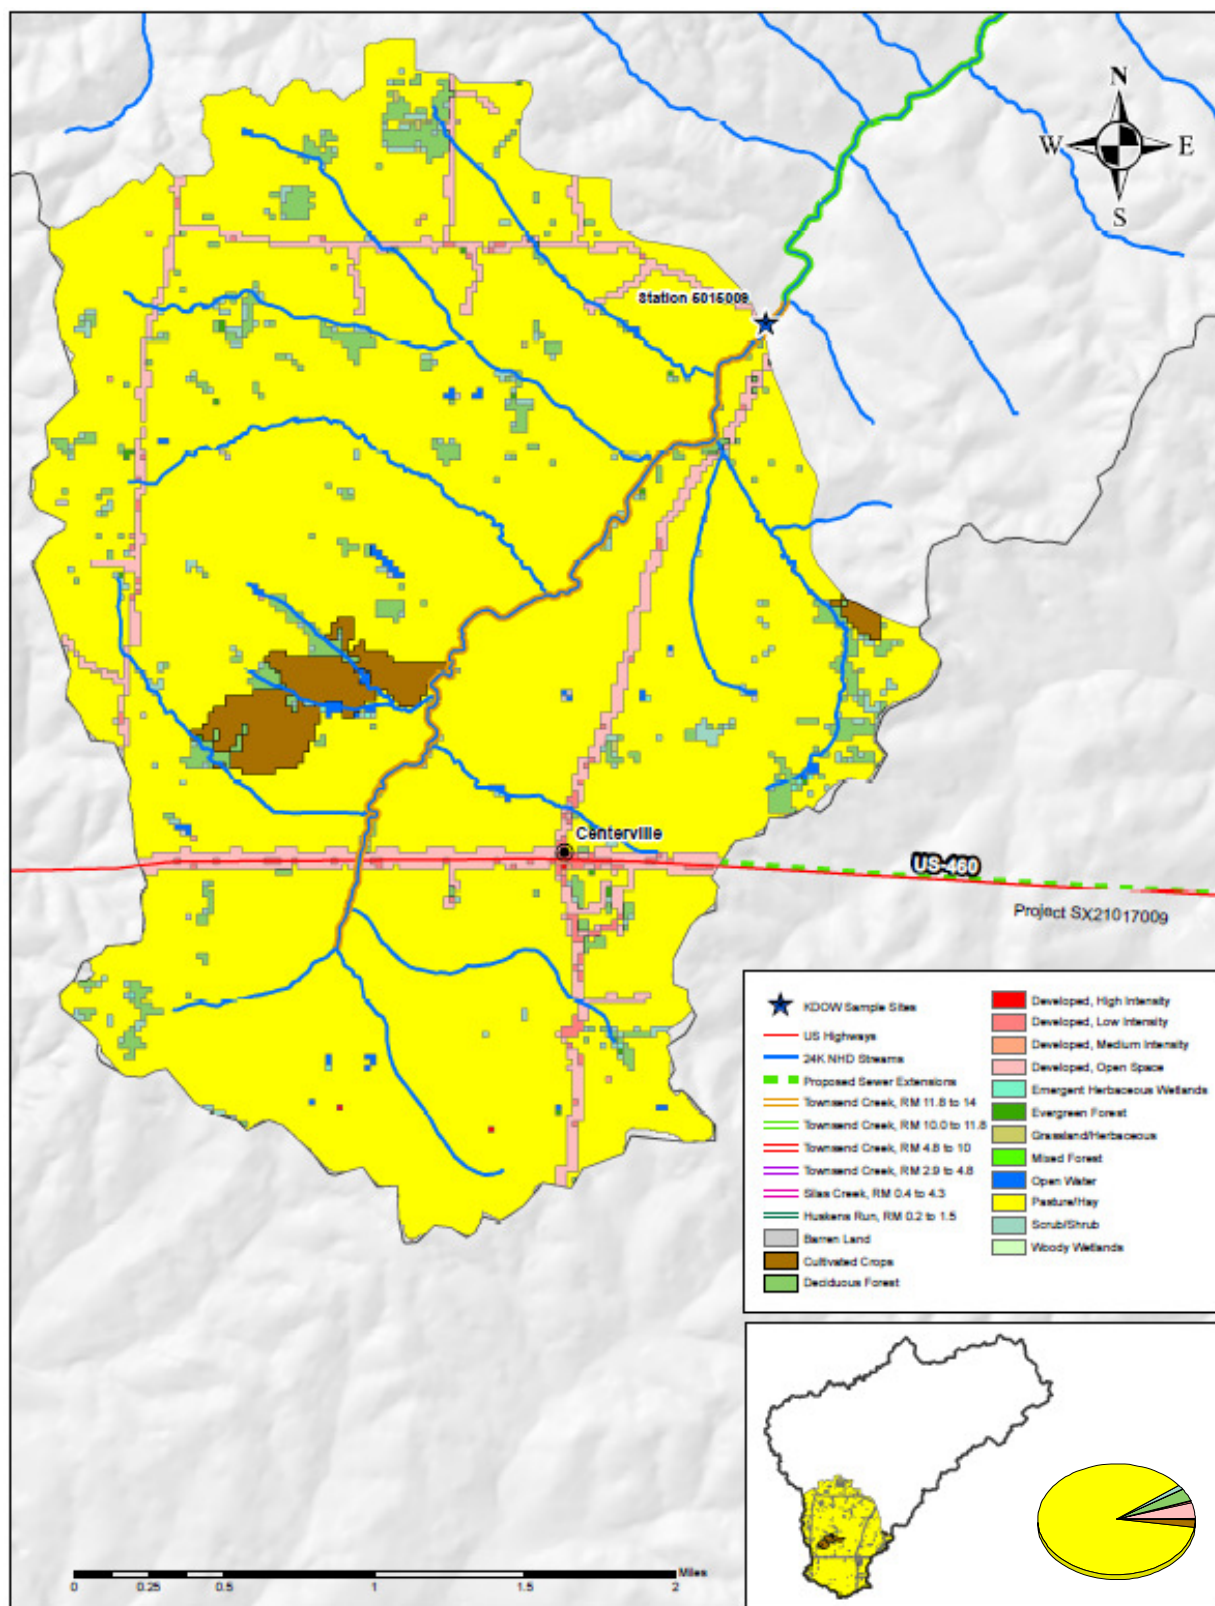 N
W E
S
Station 5015009
Centerville
US-460
Project SX21017009
KDOW Sample Sites
US Highways
24K NHD Streams
Proposed Sewer Extensions
Townsend Creek, RM 11.8 to 14
Townsend Creek, RM 10.0 to 11.8
Townsend Creek, RM 4.8 to 10
Townsend Creek, RM 2.9 to 4.8
Silas Creek, RM 0.4 to 4.3
Huskens Run, RM 0.2 to 1.5
Barren Land
Cultivated Crops
Deciduous Forest
Developed, High Intensity
Developed, Low Intensity
Developed, Medium Intensity
Developed, Open Space
Emergent Herbaceous Wetlands
Evergreen Forest
Grassland/Herbaceous
Mixed Forest
Open Water
Pasture/Hay
Scrub/Shrub
Woody Wetlands
Miles
0 0.25 0.5 1 1.5 2